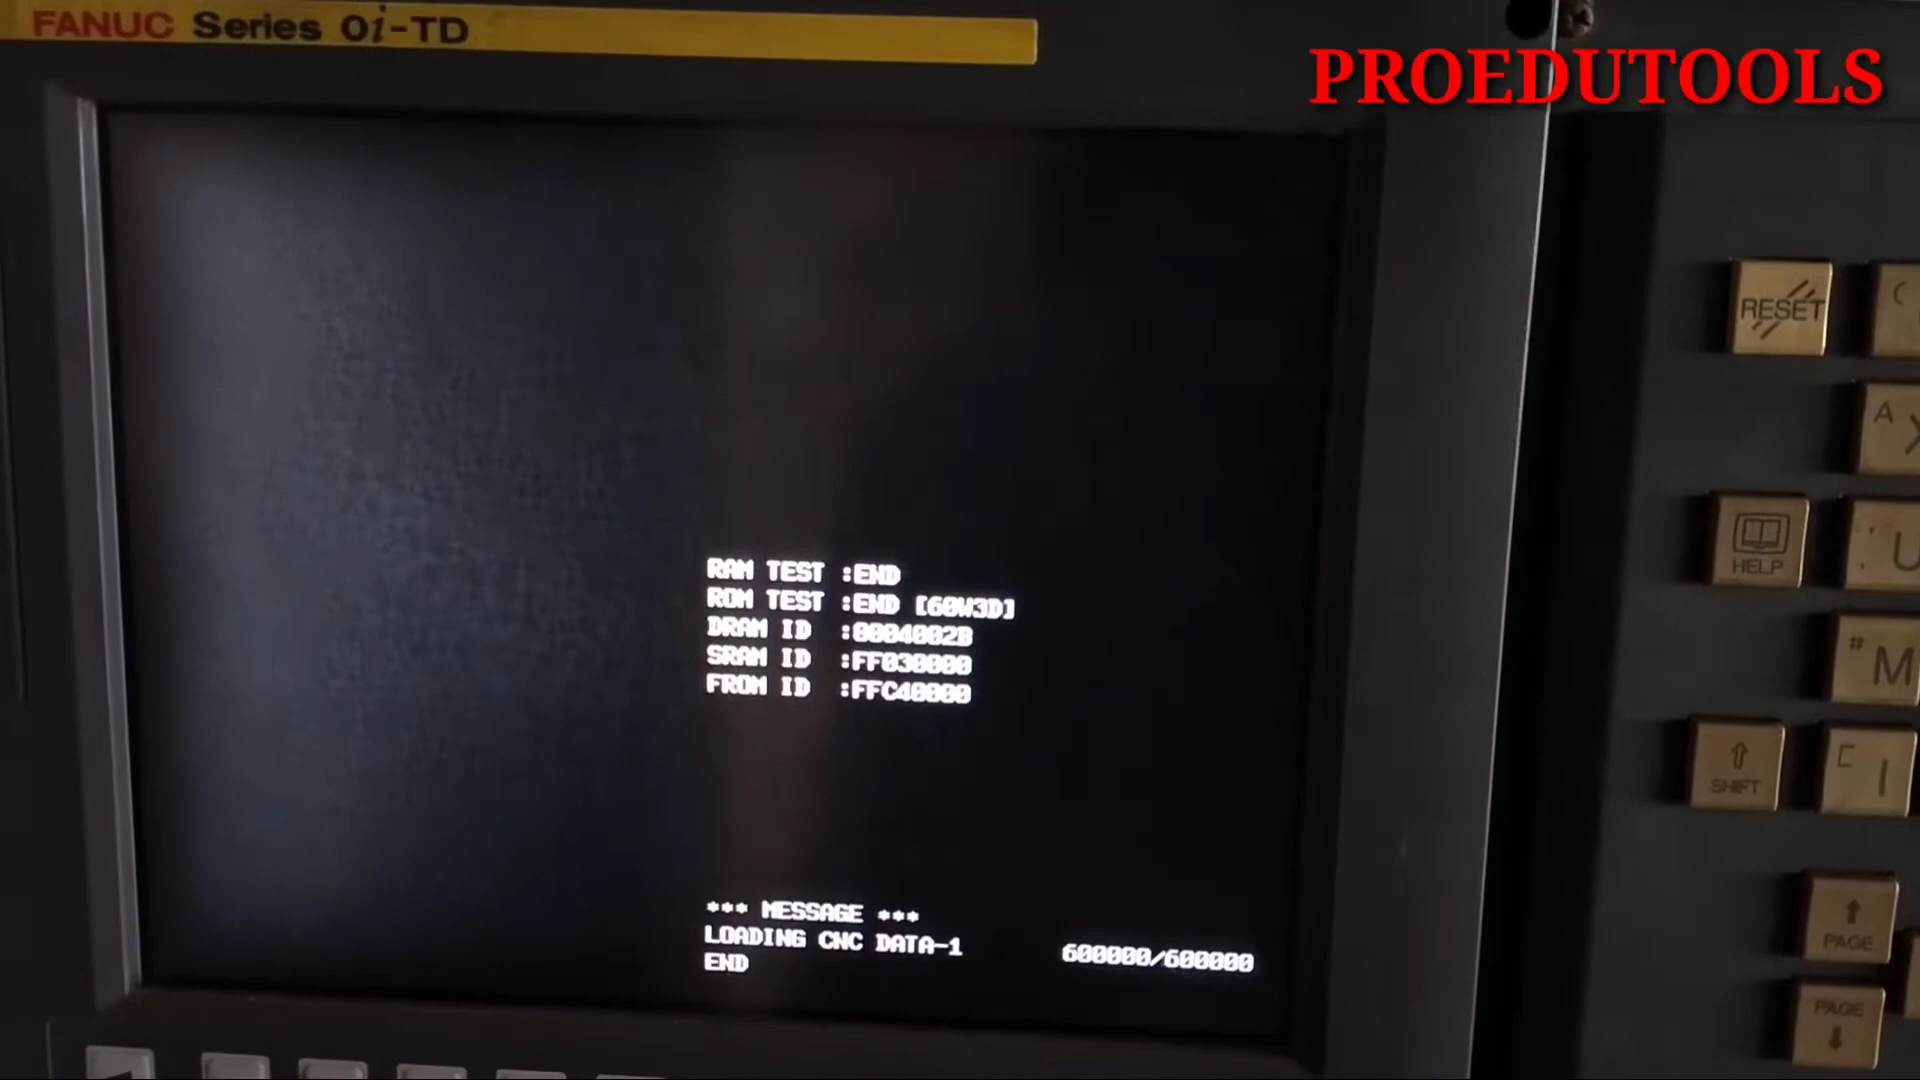 FANUC Series 0i-TD
PROEDUTOOLS
RAM TEST :END
ROM TEST :END [60W3D]
DRAM ID :0004002B
SRAM ID :FF030000
FROM ID :FFC40000
*** MESSAGE ***
LOADING CNC DATA-1 600000/600000
END
RESET
(
A X
HELP
U
# M
SHIFT
[ I
PAGE
PAGE